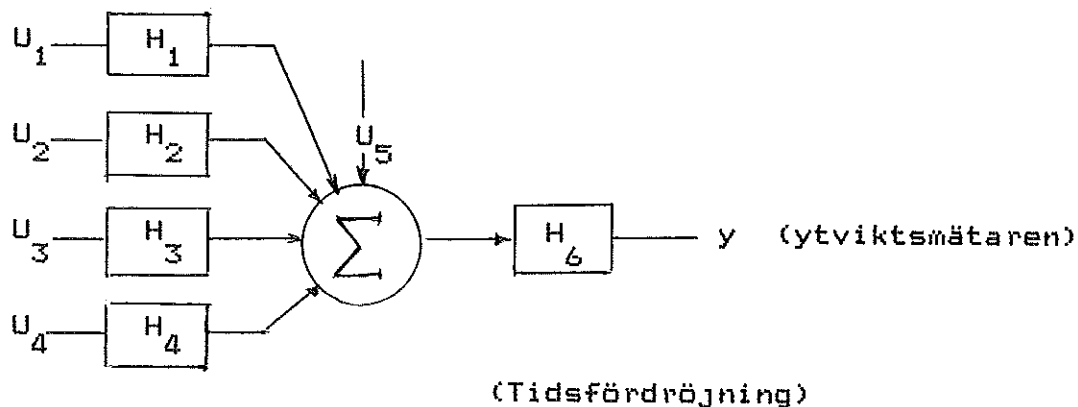 U1 H1
U5
U2 H2
U3 H3 Σ H6 y (ytviktsmätaren)
U4 H4
(Tidsfördröjning)